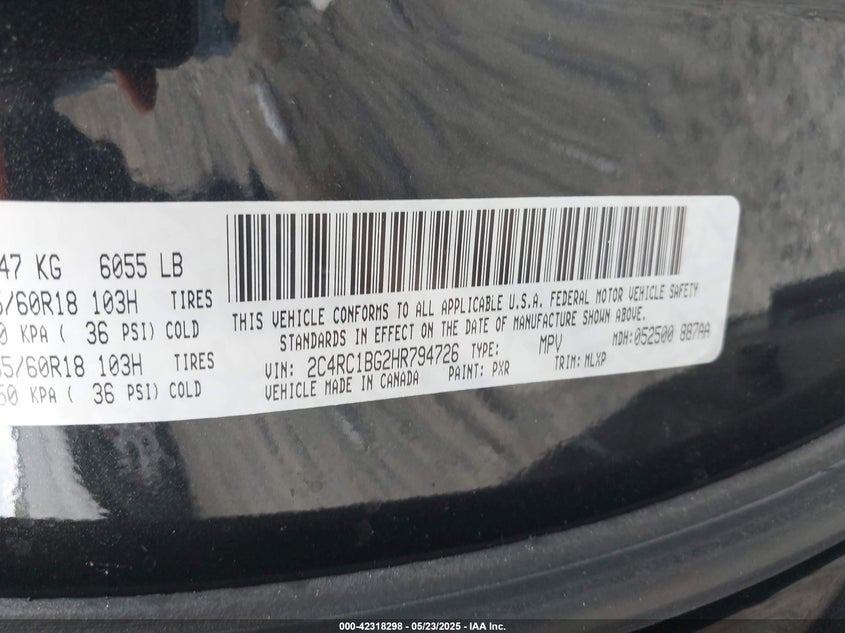 47 KG 6055 LB
/60R18 103H TIRES
0 KPA ( 36 PSI) COLD
5/60R18 103H TIRES
50 KPA ( 36 PSI) COLD
THIS VEHICLE CONFORMS TO ALL APPLICABLE U.S.A. FEDERAL MOTOR VEHICLE SAFETY
STANDARDS IN EFFECT ON THE DATE OF MANUFACTURE SHOWN ABOVE.
VIN: 2C4RC1BG2HR794726 TYPE: MPV MDH:052500 887AA
VEHICLE MADE IN CANADA PAINT: PXR TRIM: MLXP
000-42318298 - 05/23/2025 - IAA Inc.